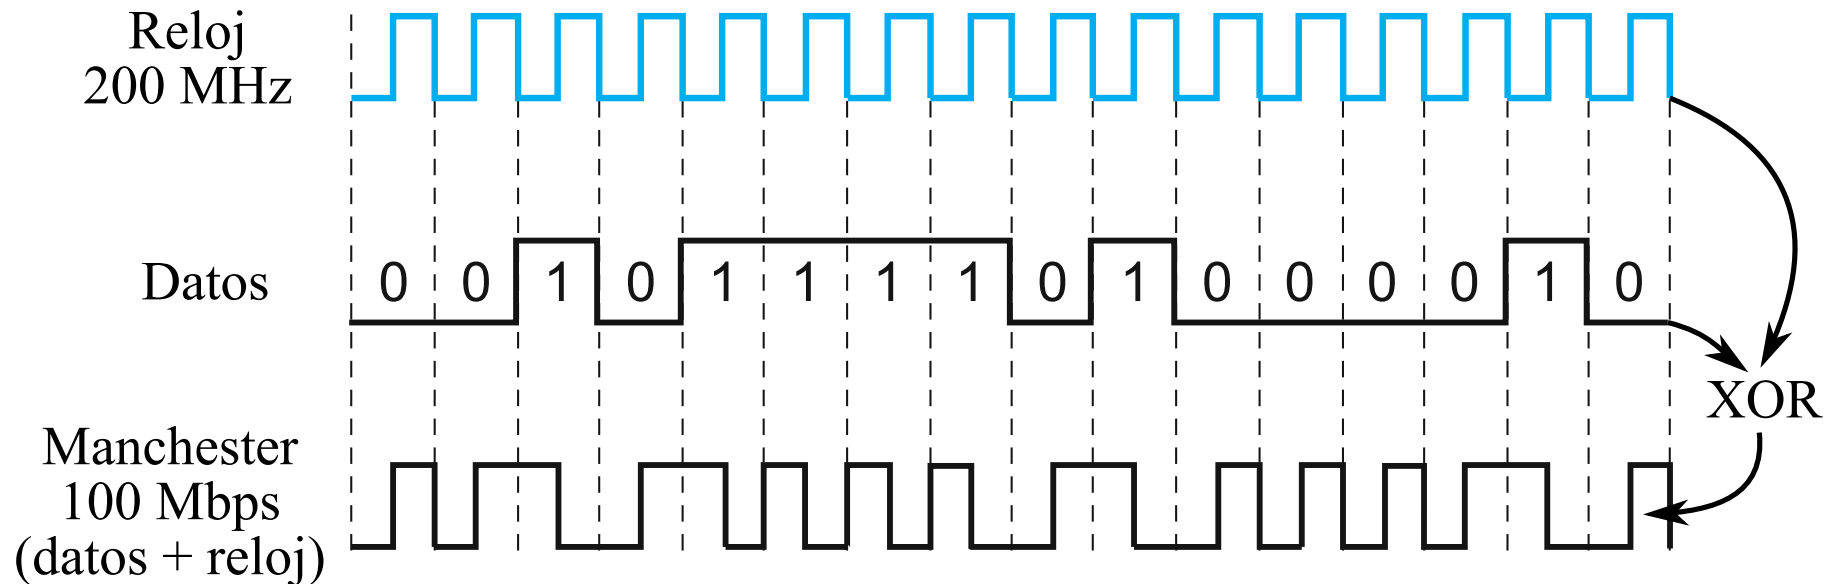 Reloj
200 MHz
Datos
0 0 1 0 1 1 1 1 0 1 0 0 0 0 1 0
XOR
Manchester
100 Mbps
(datos + reloj)